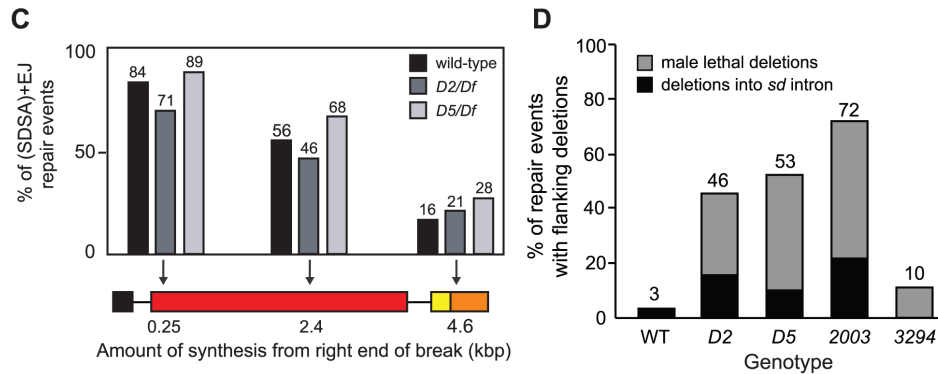 C
% of (SDSA)+EJ
repair events
100
50
0
84
71
89
56
46
68
16
21
28
wild-type
D2/Df
D5/Df
0.25
2.4
4.6
Amount of synthesis from right end of break (kbp)
D
% of repair events
with flanking deletions
100
80
60
40
20
0
male lethal deletions
deletions into sd intron
3
46
53
72
10
WT
D2
D5
2003
3294
Genotype